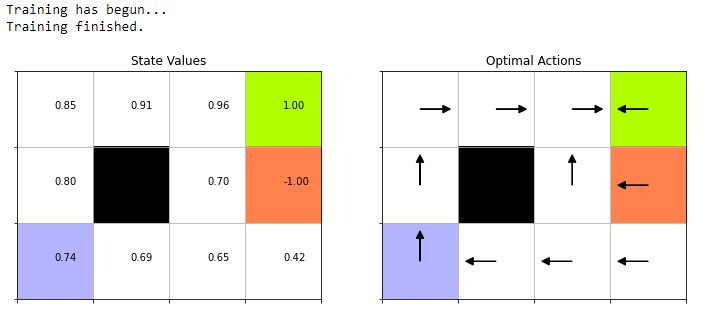 Training has begun...
Training finished.
State Values
Optimal Actions
0.85 0.91 0.96 1.00
0.80 0.70 -1.00
0.74 0.69 0.65 0.42